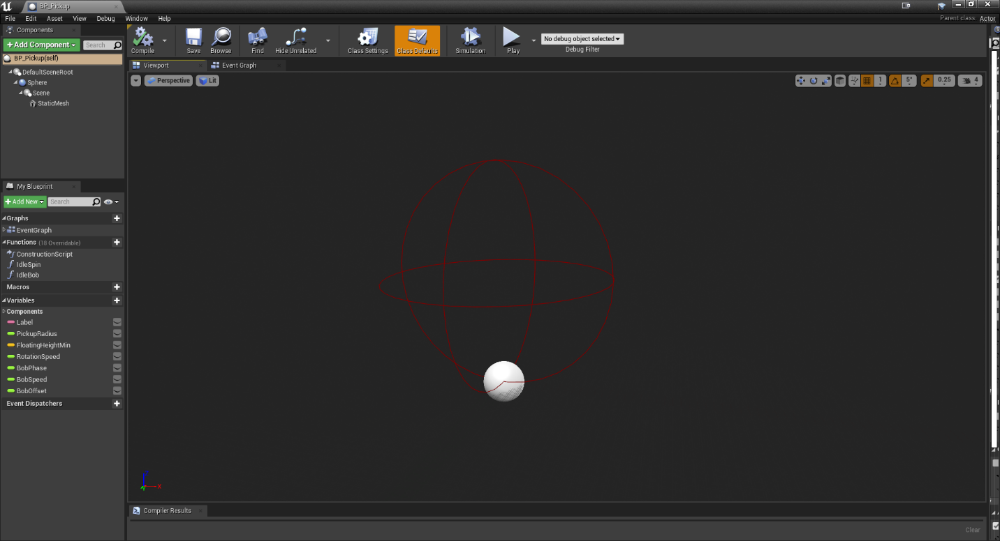 BP_Pickup
File Edit Asset View Debug Window Help
Parent class: Actor
Components
+Add Component Search
BP_Pickup(self)
DefaultSceneRoot
Sphere
Scene
StaticMesh
Compile Save Browse Find Hide Unrelated Class Settings Class Defaults Simulation Play
No debug object selected
Debug Filter
Viewport Event Graph
Perspective Lit
1 5° 0.25 4
My Blueprint
+Add New Search
Graphs
EventGraph
Functions (18 Overridable)
ConstructionScript
IdleSpin
IdleBob
Macros
Variables
Components
Label
PickupRadius
FloatingHeightMin
RotationSpeed
BobPhase
BobSpeed
BobOffset
Event Dispatchers
X
Compiler Results
Clear